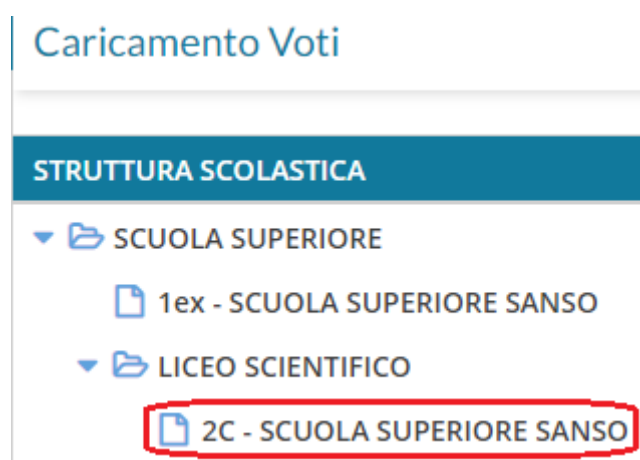 Caricamento Voti
STRUTTURA SCOLASTICA
SCUOLA SUPERIORE
1ex - SCUOLA SUPERIORE SANSO
LICEO SCIENTIFICO
2C - SCUOLA SUPERIORE SANSO